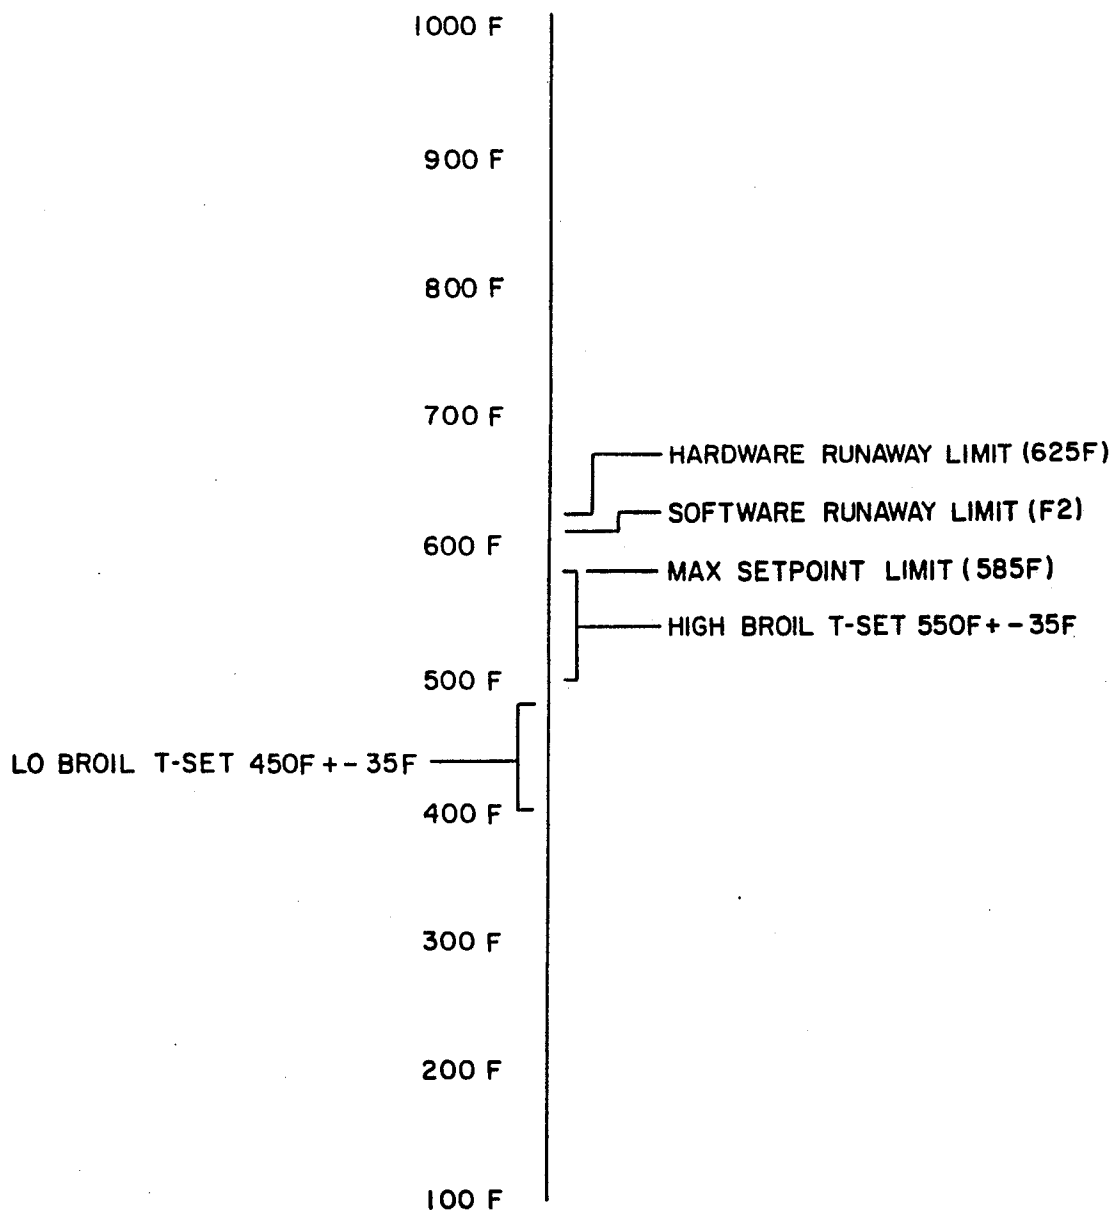 1000 F
900 F
800 F
700 F
HARDWARE RUNAWAY LIMIT (625F)
SOFTWARE RUNAWAY LIMIT (F2)
600 F
MAX SETPOINT LIMIT (585F)
HIGH BROIL T-SET 550F+-35F
500 F
LO BROIL T-SET 450F+-35F
400 F
300 F
200 F
100 F